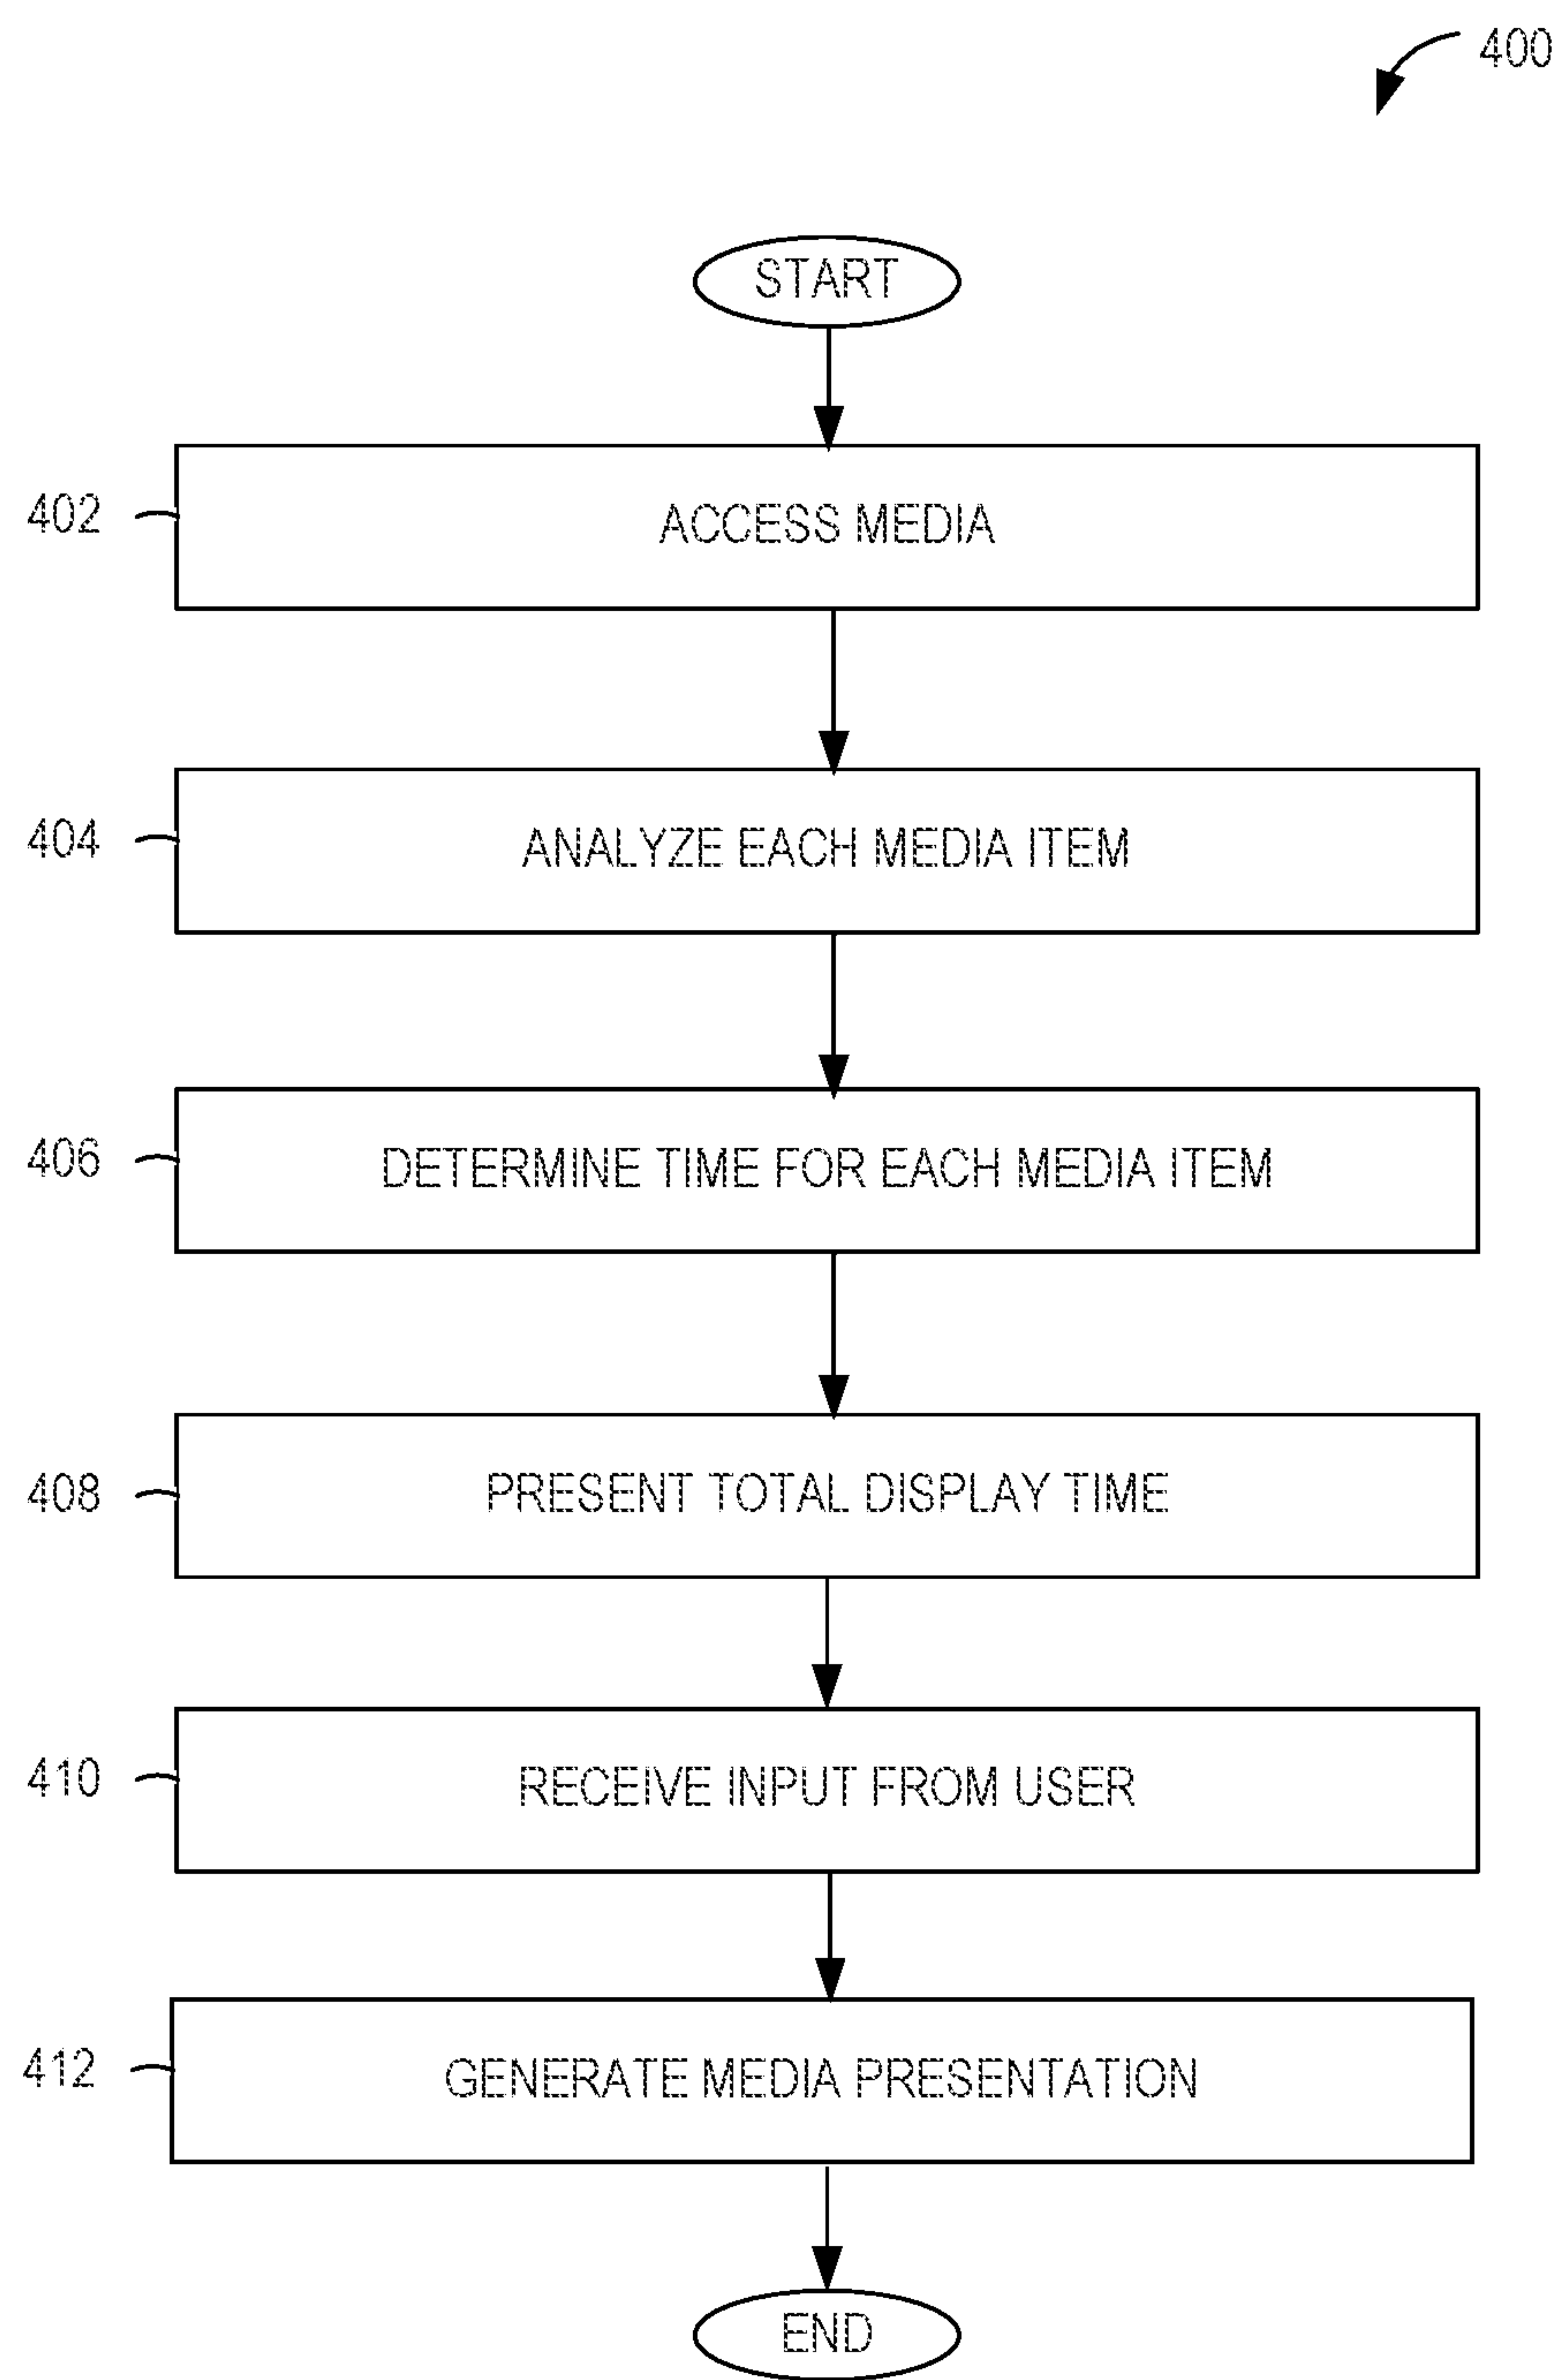 400
START
402
ACCESS MEDIA
404
ANALYZE EACH MEDIA ITEM
406
DETERMINE TIME FOR EACH MEDIA ITEM
408
PRESENT TOTAL DISPLAY TIME
410
RECEIVE INPUT FROM USER
412
GENERATE MEDIA PRESENTATION
END